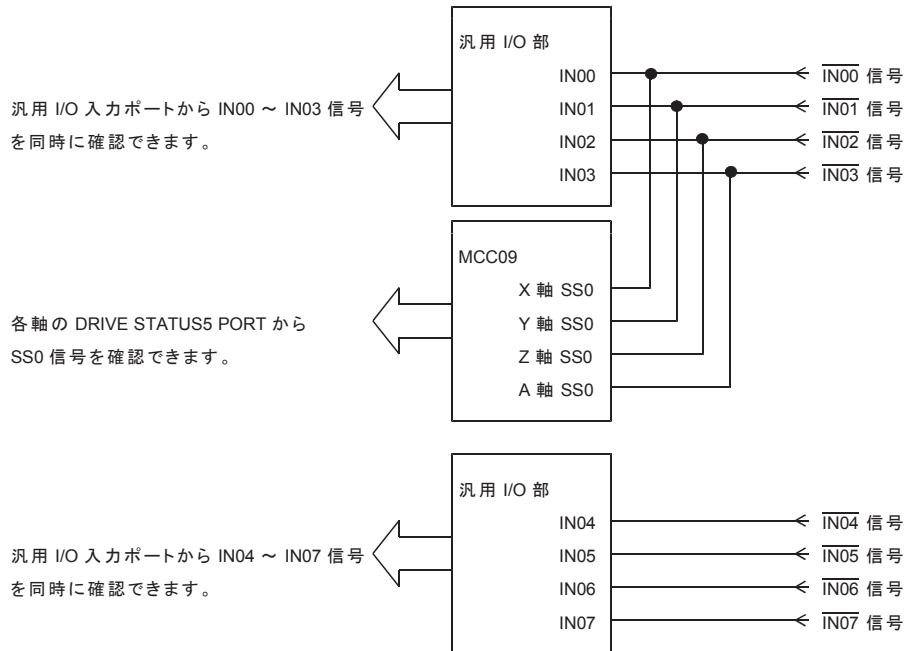 汎用 I/O 部
IN00
IN01
IN02
IN03
IN00 信号
IN01 信号
IN02 信号
IN03 信号
汎用 I/O 入力ポートから IN00 ～ IN03 信号
を同時に確認できます。
MCC09
X 軸 SS0
Y 軸 SS0
Z 軸 SS0
A 軸 SS0
各軸の DRIVE STATUS5 PORT から
SS0 信号を確認できます。
汎用 I/O 部
IN04
IN05
IN06
IN07
IN04 信号
IN05 信号
IN06 信号
IN07 信号
汎用 I/O 入力ポートから IN04 ～ IN07 信号
を同時に確認できます。